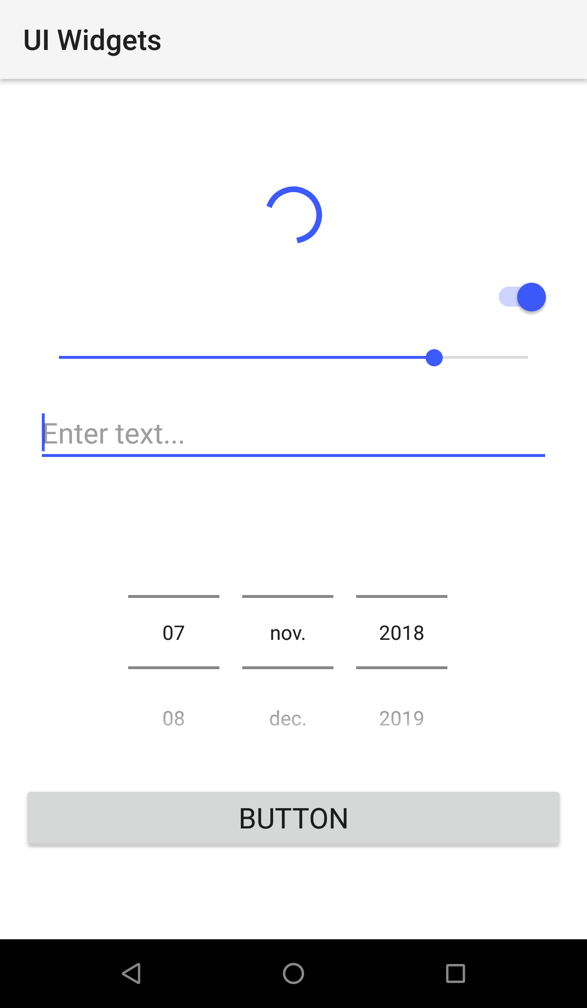 UI Widgets
Enter text...
07 nov. 2018
08 dec. 2019
BUTTON